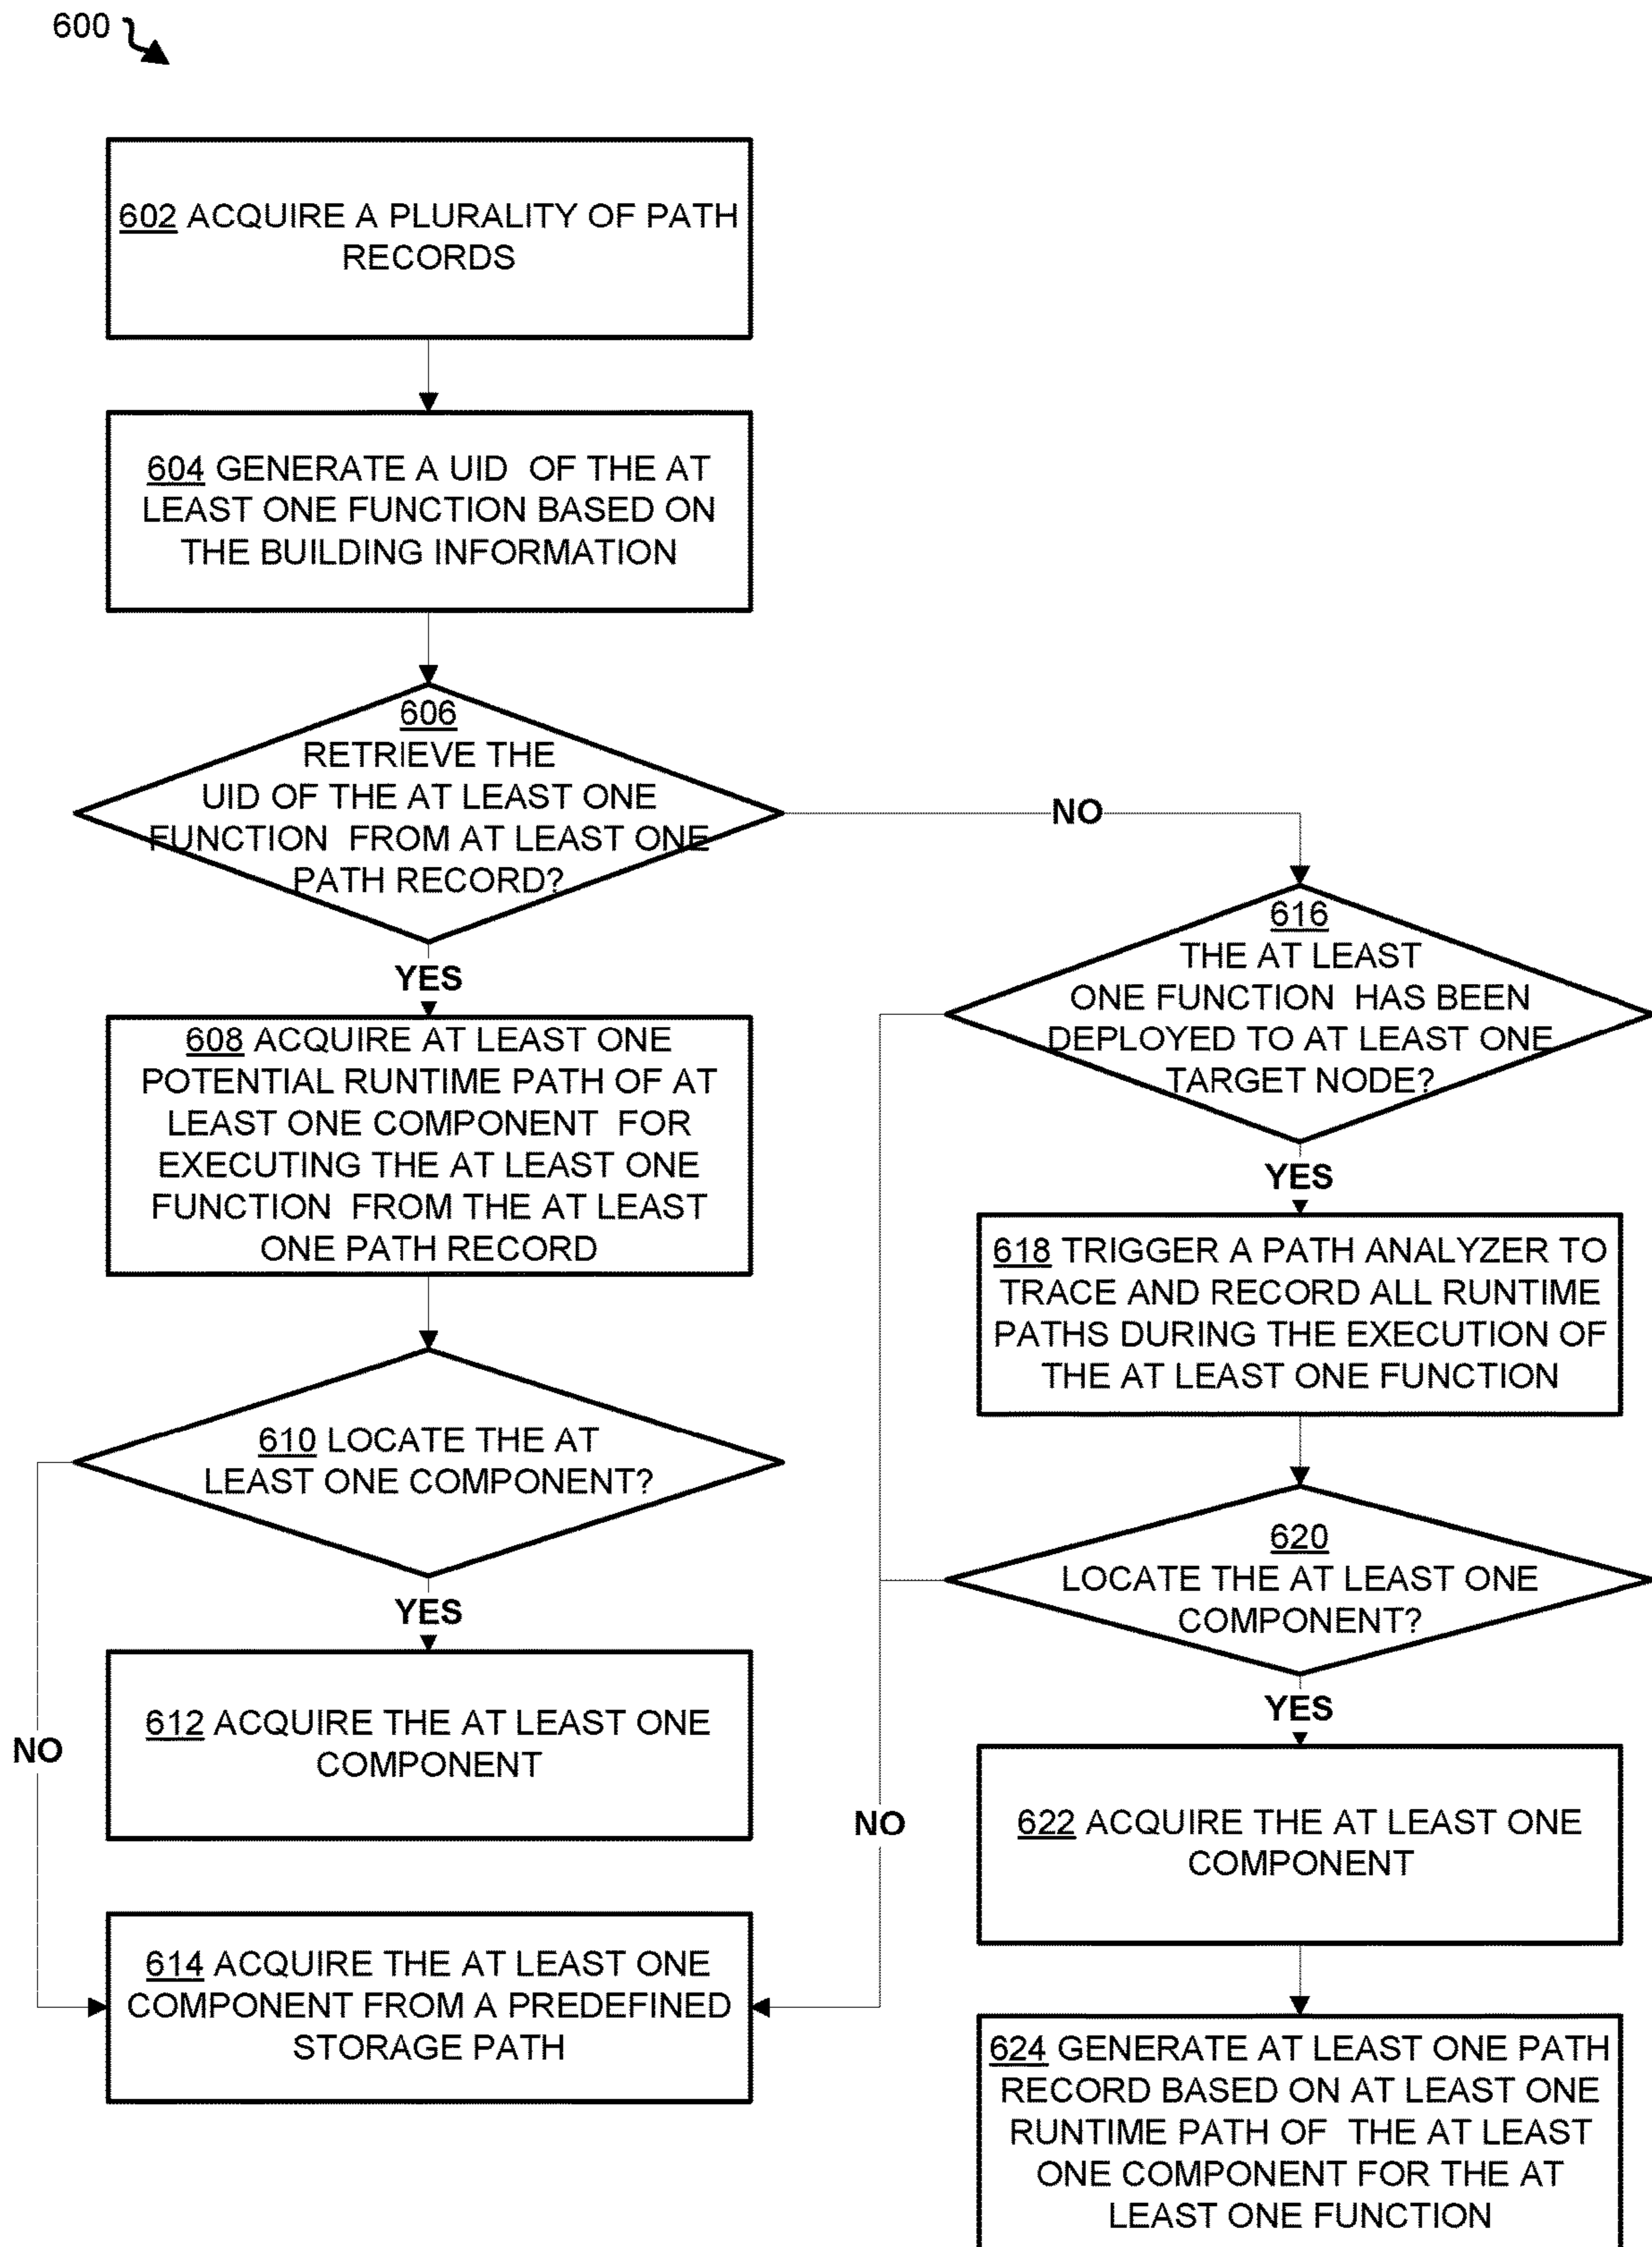 600
602 ACQUIRE A PLURALITY OF PATH
RECORDS
604 GENERATE A UID OF THE AT
LEAST ONE FUNCTION BASED ON
THE BUILDING INFORMATION
606
RETRIEVE THE
UID OF THE AT LEAST ONE
FUNCTION FROM AT LEAST ONE
PATH RECORD?
NO
YES
608 ACQUIRE AT LEAST ONE
POTENTIAL RUNTIME PATH OF AT
LEAST ONE COMPONENT FOR
EXECUTING THE AT LEAST ONE
FUNCTION FROM THE AT LEAST
ONE PATH RECORD
610 LOCATE THE AT
LEAST ONE COMPONENT?
YES
NO
612 ACQUIRE THE AT LEAST ONE
COMPONENT
614 ACQUIRE THE AT LEAST ONE
COMPONENT FROM A PREDEFINED
STORAGE PATH
616
THE AT LEAST
ONE FUNCTION HAS BEEN
DEPLOYED TO AT LEAST ONE
TARGET NODE?
YES
618 TRIGGER A PATH ANALYZER TO
TRACE AND RECORD ALL RUNTIME
PATHS DURING THE EXECUTION OF
THE AT LEAST ONE FUNCTION
620
LOCATE THE AT LEAST ONE
COMPONENT?
YES
NO
622 ACQUIRE THE AT LEAST ONE
COMPONENT
624 GENERATE AT LEAST ONE PATH
RECORD BASED ON AT LEAST ONE
RUNTIME PATH OF THE AT LEAST
ONE COMPONENT FOR THE AT
LEAST ONE FUNCTION